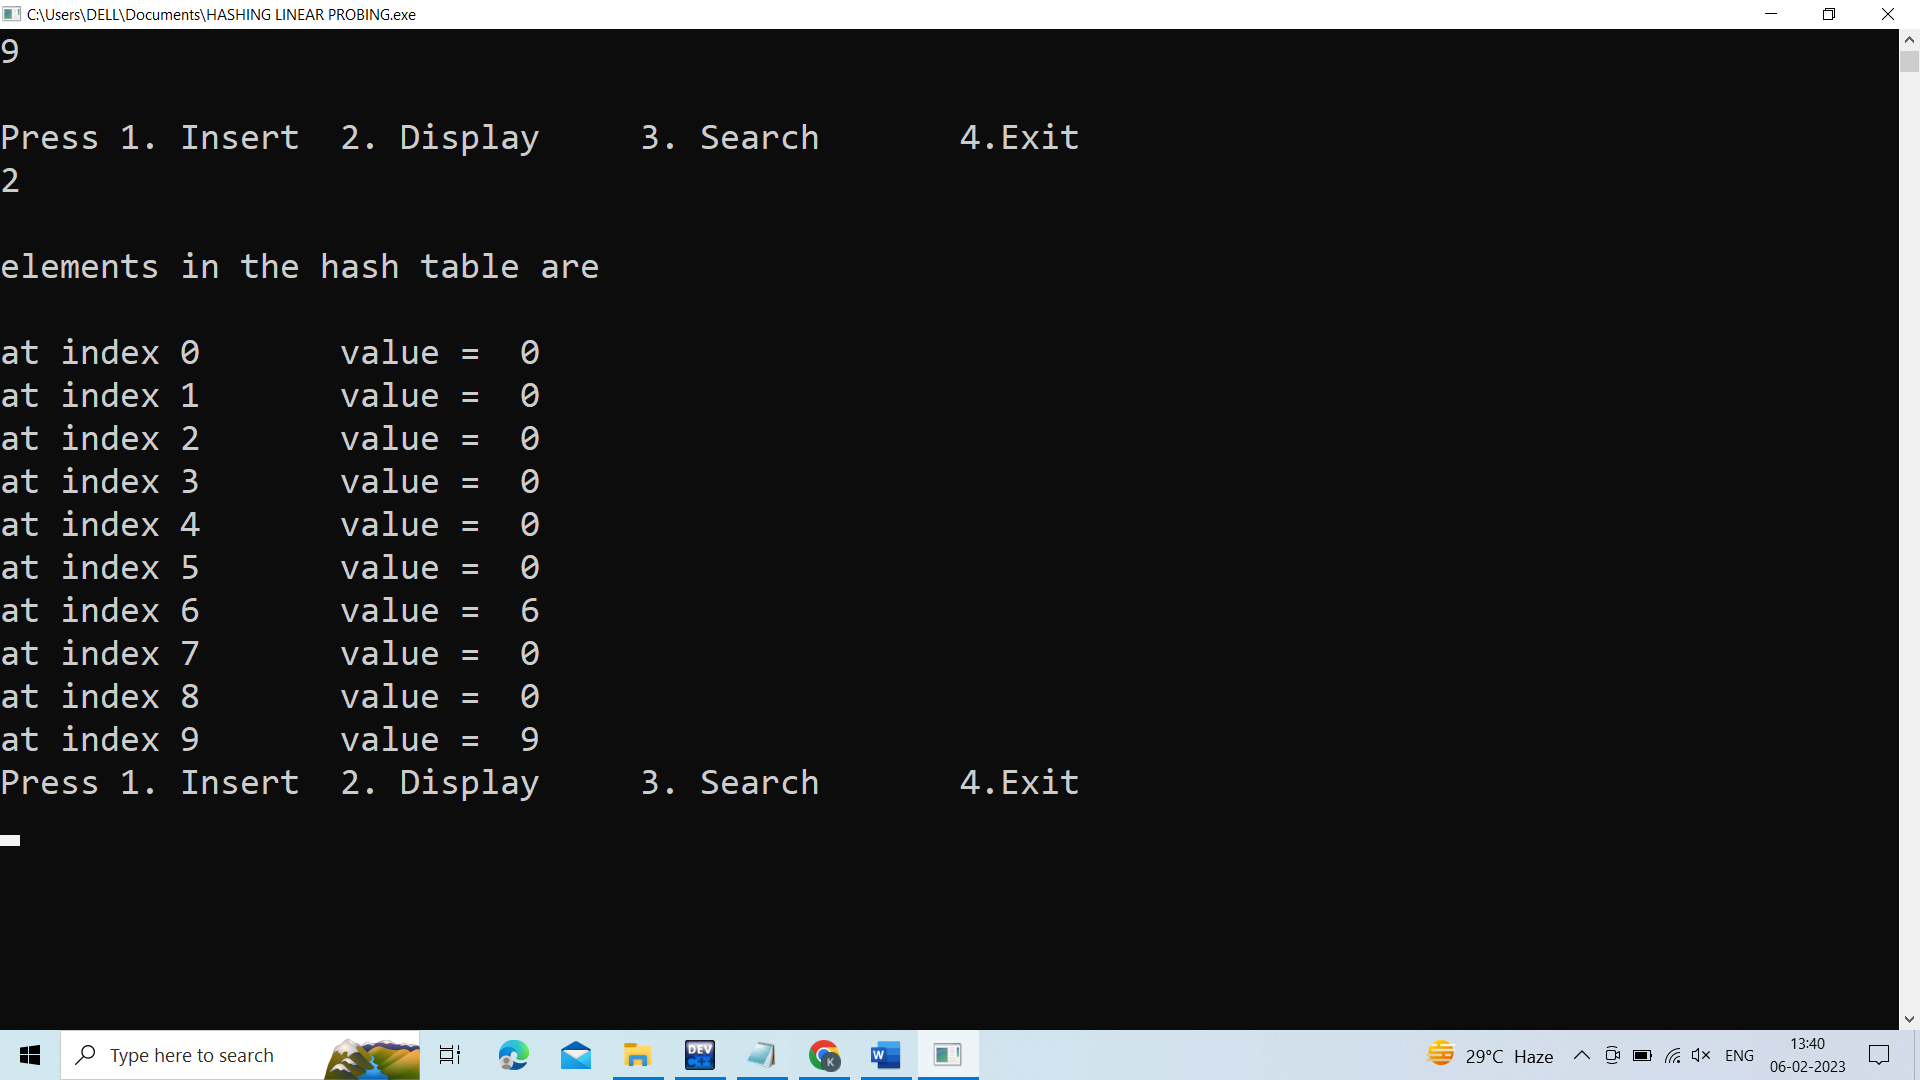 C:\Users\DELL\Documents\HASHING LINEAR PROBING.exe
9
Press 1. Insert  2. Display     3. Search       4.Exit
2
elements in the hash table are
at index 0       value =  0
at index 1       value =  0
at index 2       value =  0
at index 3       value =  0
at index 4       value =  0
at index 5       value =  0
at index 6       value =  6
at index 7       value =  0
at index 8       value =  0
at index 9       value =  9
Press 1. Insert  2. Display     3. Search       4.Exit
Type here to search
DEV C++
K
W
29°C Haze
ENG
13:40
06-02-2023